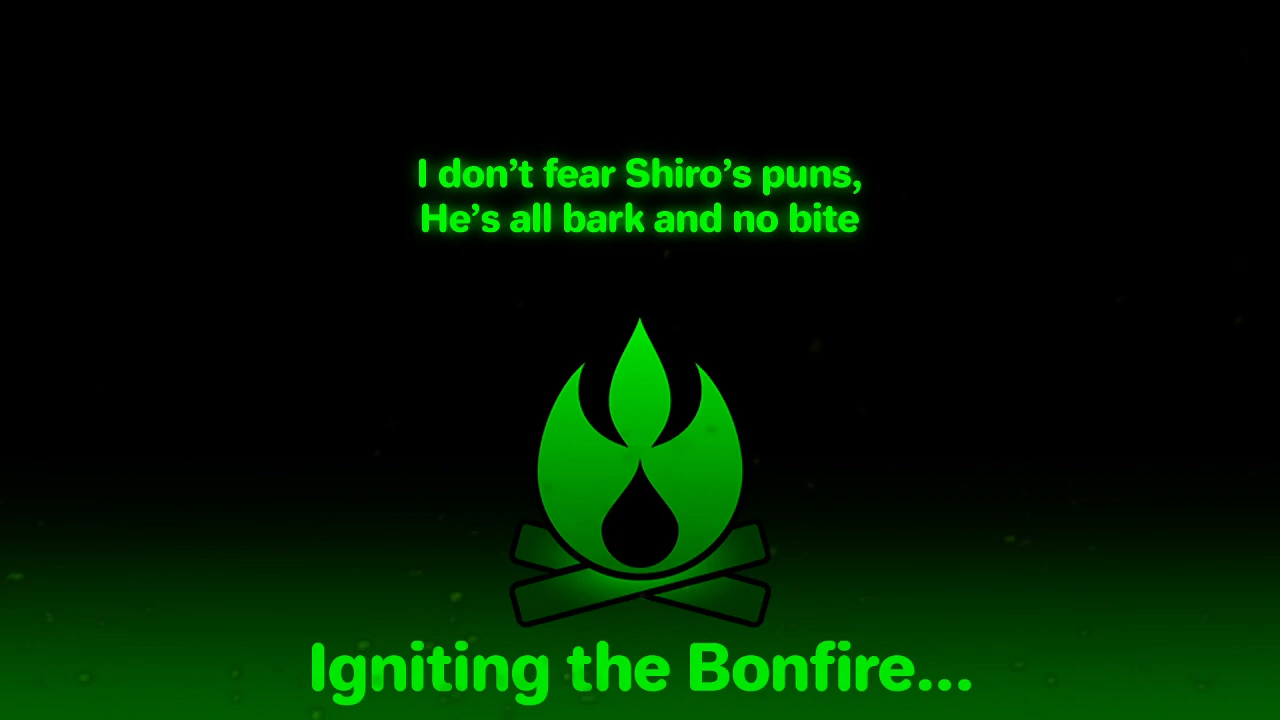 I don’t fear Shiro’s puns,
He’s all bark and no bite
Igniting the Bonfire...